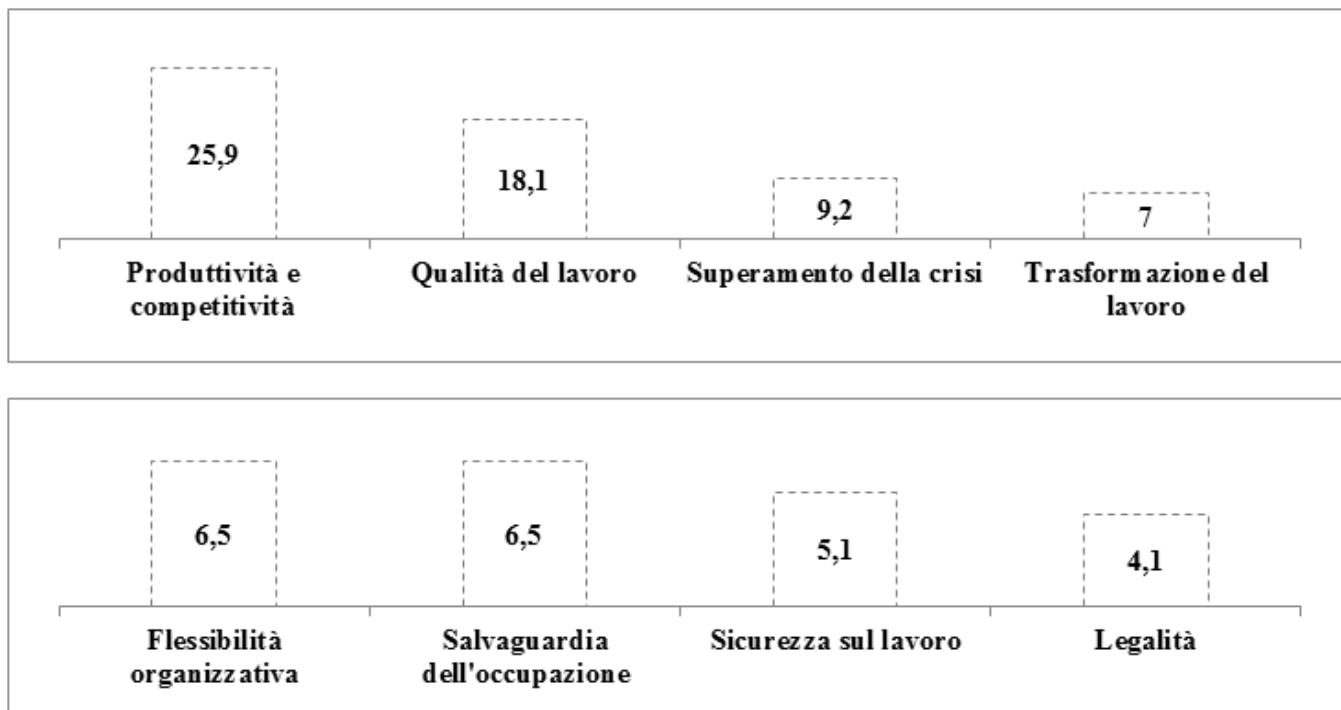 25,9
18,1
9,2
7
Produttività e
competitività
Qualità del lavoro
Superamento della crisi
Trasformazione del
lavoro
6,5
6,5
5,1
4,1
Flessibilità
organizzativa
Salvaguardia
dell'occupazione
Sicurezza sul lavoro
Legalità